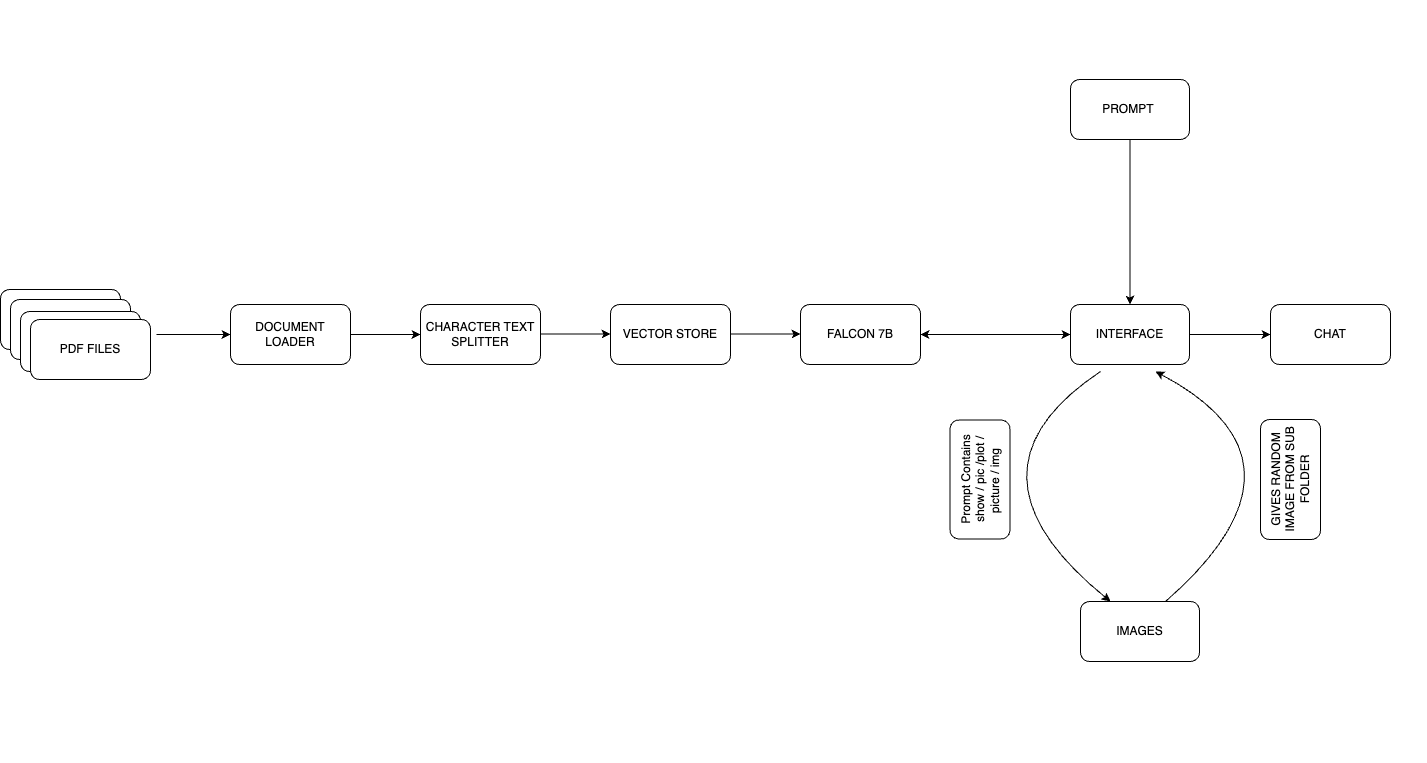 PROMPT
PDF FILES
DOCUMENT
LOADER
CHARACTER TEXT
SPLITTER
VECTOR STORE
FALCON 7B
INTERFACE
CHAT
Prompt Contains
show / pic /plot /
picture / img
GIVES RANDOM
IMAGE FROM SUB
FOLDER
IMAGES